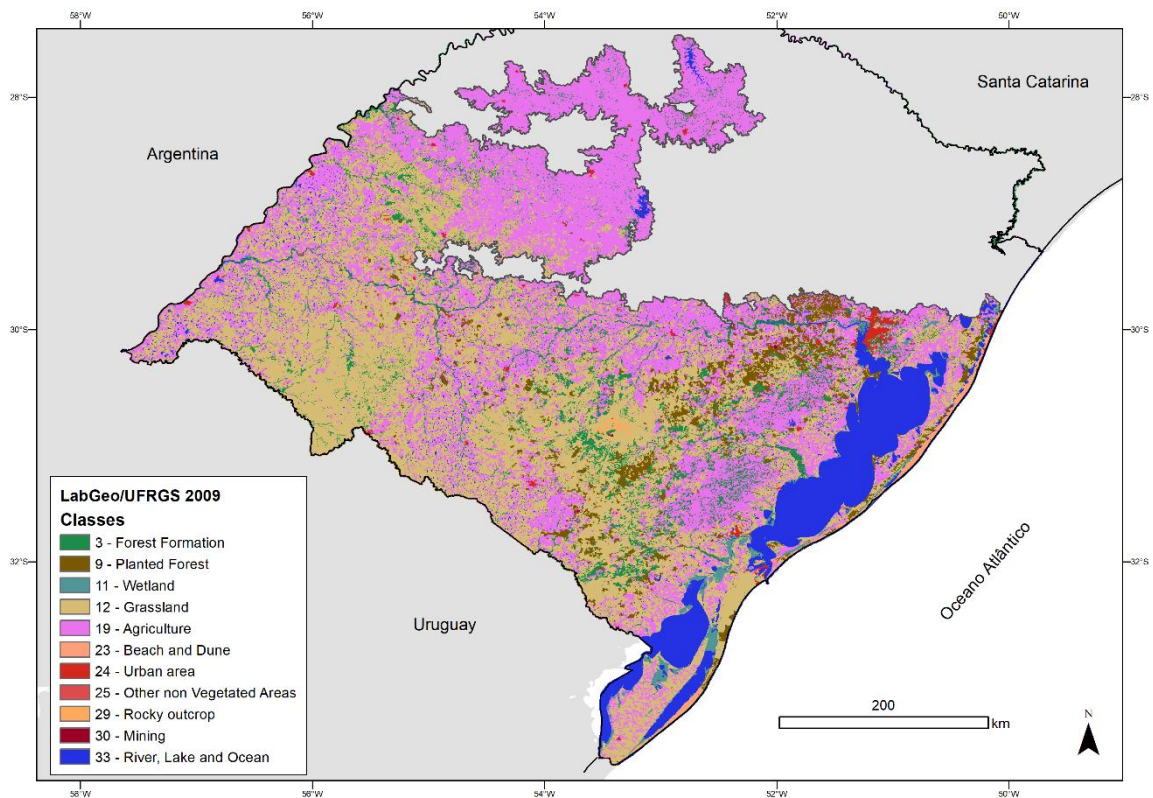 58°W 56°W 54°W 52°W 50°W
Santa Catarina
28°S 28°S
Argentina
30°S 30°S
LabGeo/UFRGS 2009
Classes
3 - Forest Formation
9 - Planted Forest
11 - Wetland
12 - Grassland
19 - Agriculture
23 - Beach and Dune
24 - Urban area
25 - Other non Vegetated Areas
29 - Rocky outcrop
30 - Mining
33 - River, Lake and Ocean
32°S 32°S
Oceano Atlântico
Uruguay
200
km
N
58°W 56°W 54°W 52°W 50°W